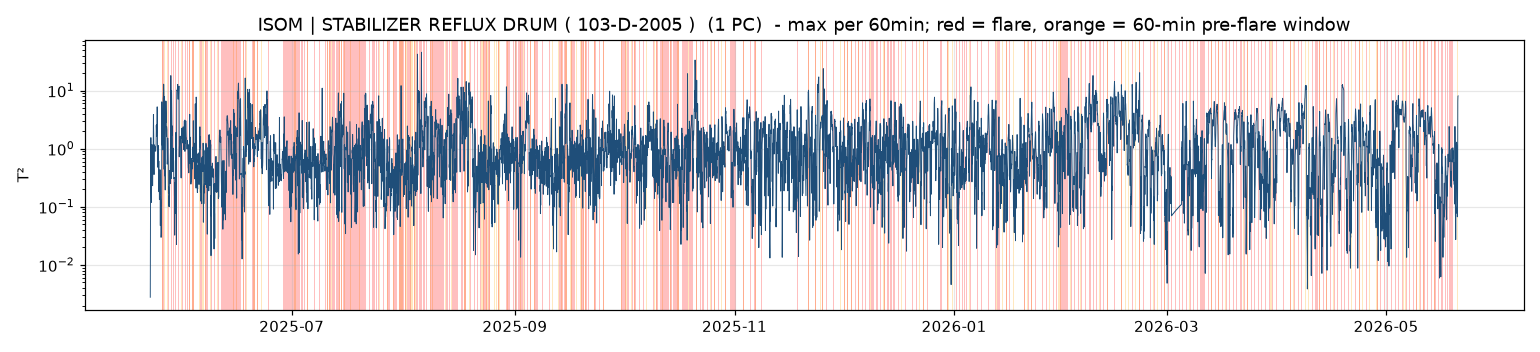 ISOM | STABILIZER REFLUX DRUM ( 103-D-2005 )  (1 PC)  - max per 60min; red = flare, orange = 60-min pre-flare window
T²
10¹
10⁰
10⁻¹
10⁻²
2025-07 2025-09 2025-11 2026-01 2026-03 2026-05